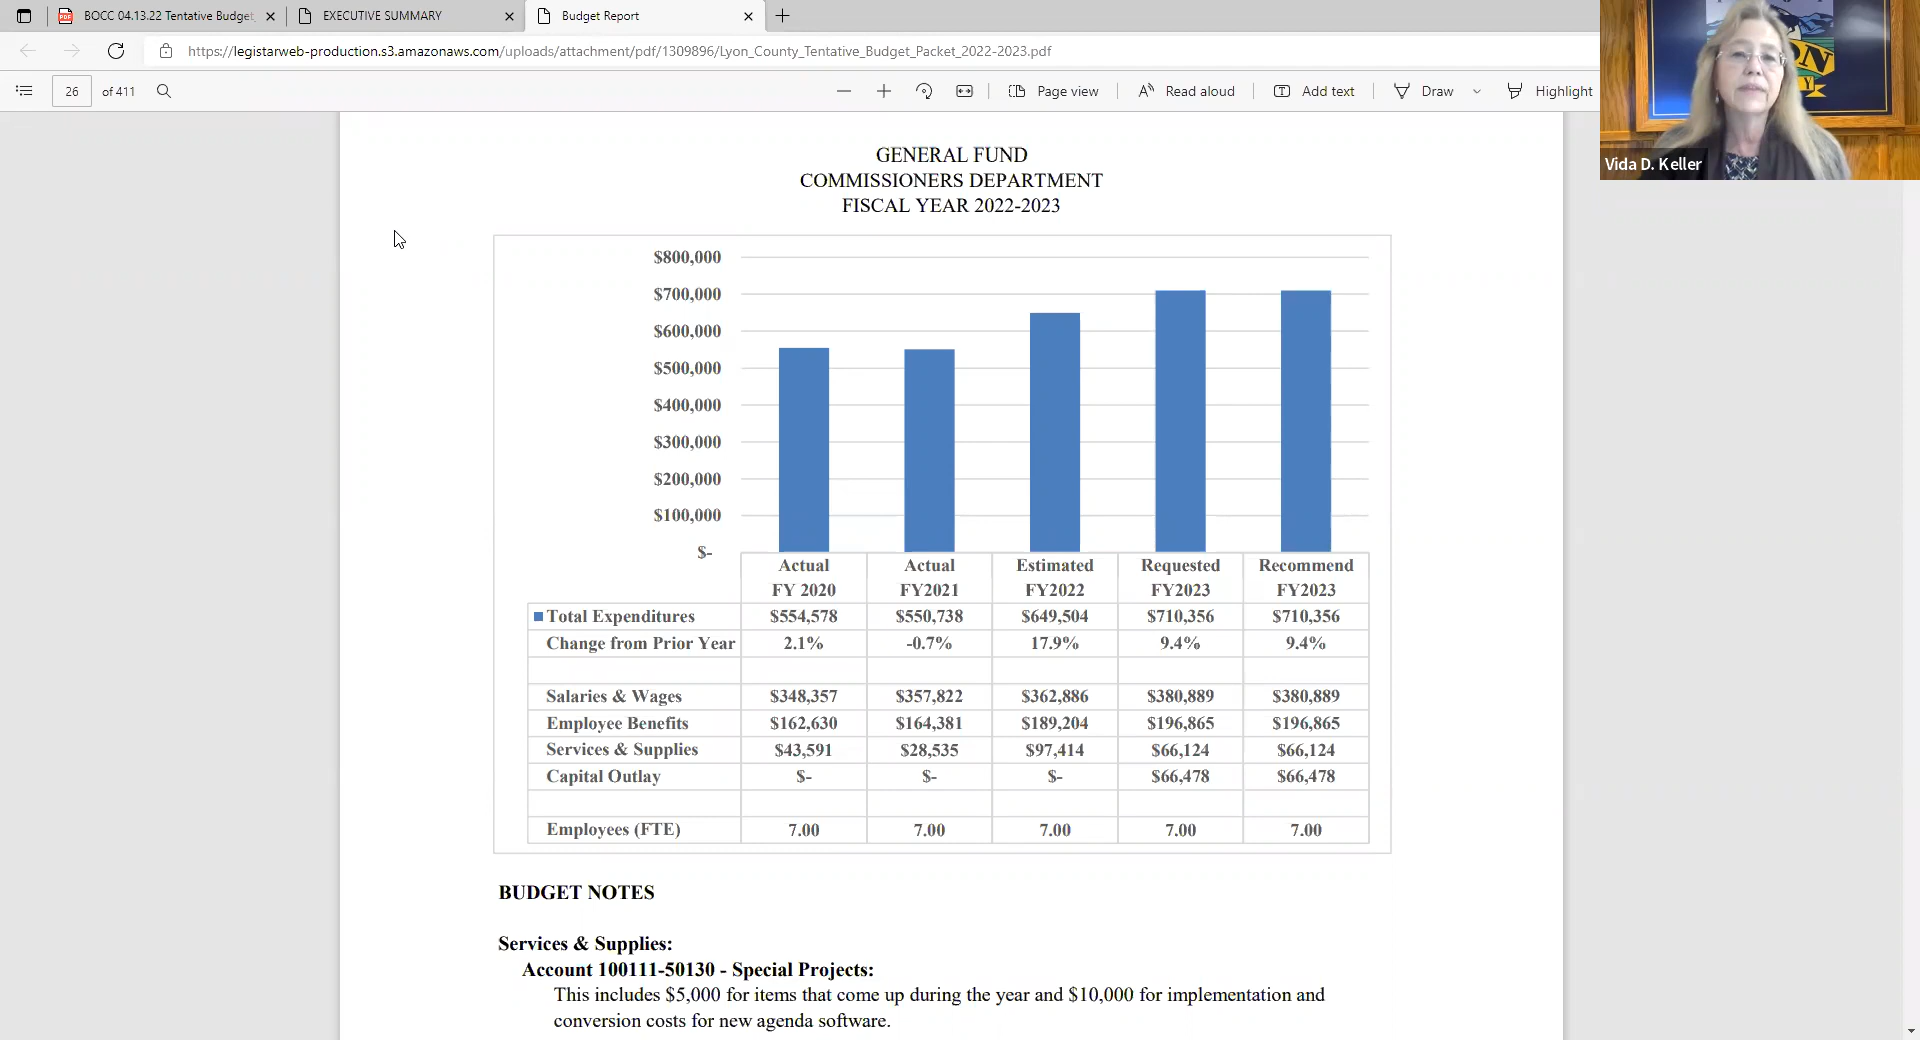 BOCC 04.13.22 Tentative Budget
EXECUTIVE SUMMARY
Budget Report
https://legistarweb-production.s3.amazonaws.com/uploads/attachment/pdf/1309896/Lyon_County_Tentative_Budget_Packet_2022-2023.pdf
26 of 411
Page view
Read aloud
Add text
Draw
Highlight
Vida D. Keller
GENERAL FUND
COMMISSIONERS DEPARTMENT
FISCAL YEAR 2022-2023
$800,000
$700,000
$600,000
$500,000
$400,000
$300,000
$200,000
$100,000
$-
Actual Actual Estimated Requested Recommend
FY 2020 FY2021 FY2022 FY2023 FY2023
Total Expenditures $554,578 $550,738 $649,504 $710,356 $710,356
Change from Prior Year 2.1% -0.7% 17.9% 9.4% 9.4%
Salaries & Wages $348,357 $357,822 $362,886 $380,889 $380,889
Employee Benefits $162,630 $164,381 $189,204 $196,865 $196,865
Services & Supplies $43,591 $28,535 $97,414 $66,124 $66,124
Capital Outlay $- $- $- $66,478 $66,478
Employees (FTE) 7.00 7.00 7.00 7.00 7.00
BUDGET NOTES
Services & Supplies:
Account 100111-50130 - Special Projects:
This includes $5,000 for items that come up during the year and $10,000 for implementation and
conversion costs for new agenda software.